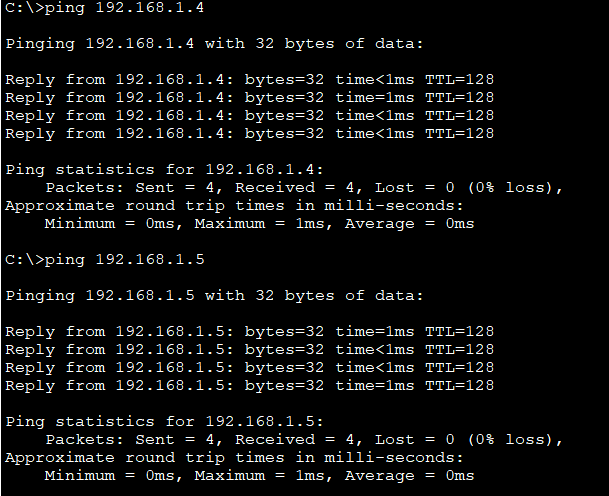 C:\>ping 192.168.1.4
Pinging 192.168.1.4 with 32 bytes of data:
Reply from 192.168.1.4: bytes=32 time<1ms TTL=128
Reply from 192.168.1.4: bytes=32 time=1ms TTL=128
Reply from 192.168.1.4: bytes=32 time<1ms TTL=128
Reply from 192.168.1.4: bytes=32 time<1ms TTL=128
Ping statistics for 192.168.1.4:
    Packets: Sent = 4, Received = 4, Lost = 0 (0% loss),
Approximate round trip times in milli-seconds:
    Minimum = 0ms, Maximum = 1ms, Average = 0ms
C:\>ping 192.168.1.5
Pinging 192.168.1.5 with 32 bytes of data:
Reply from 192.168.1.5: bytes=32 time=1ms TTL=128
Reply from 192.168.1.5: bytes=32 time<1ms TTL=128
Reply from 192.168.1.5: bytes=32 time<1ms TTL=128
Reply from 192.168.1.5: bytes=32 time=1ms TTL=128
Ping statistics for 192.168.1.5:
    Packets: Sent = 4, Received = 4, Lost = 0 (0% loss),
Approximate round trip times in milli-seconds:
    Minimum = 0ms, Maximum = 1ms, Average = 0ms